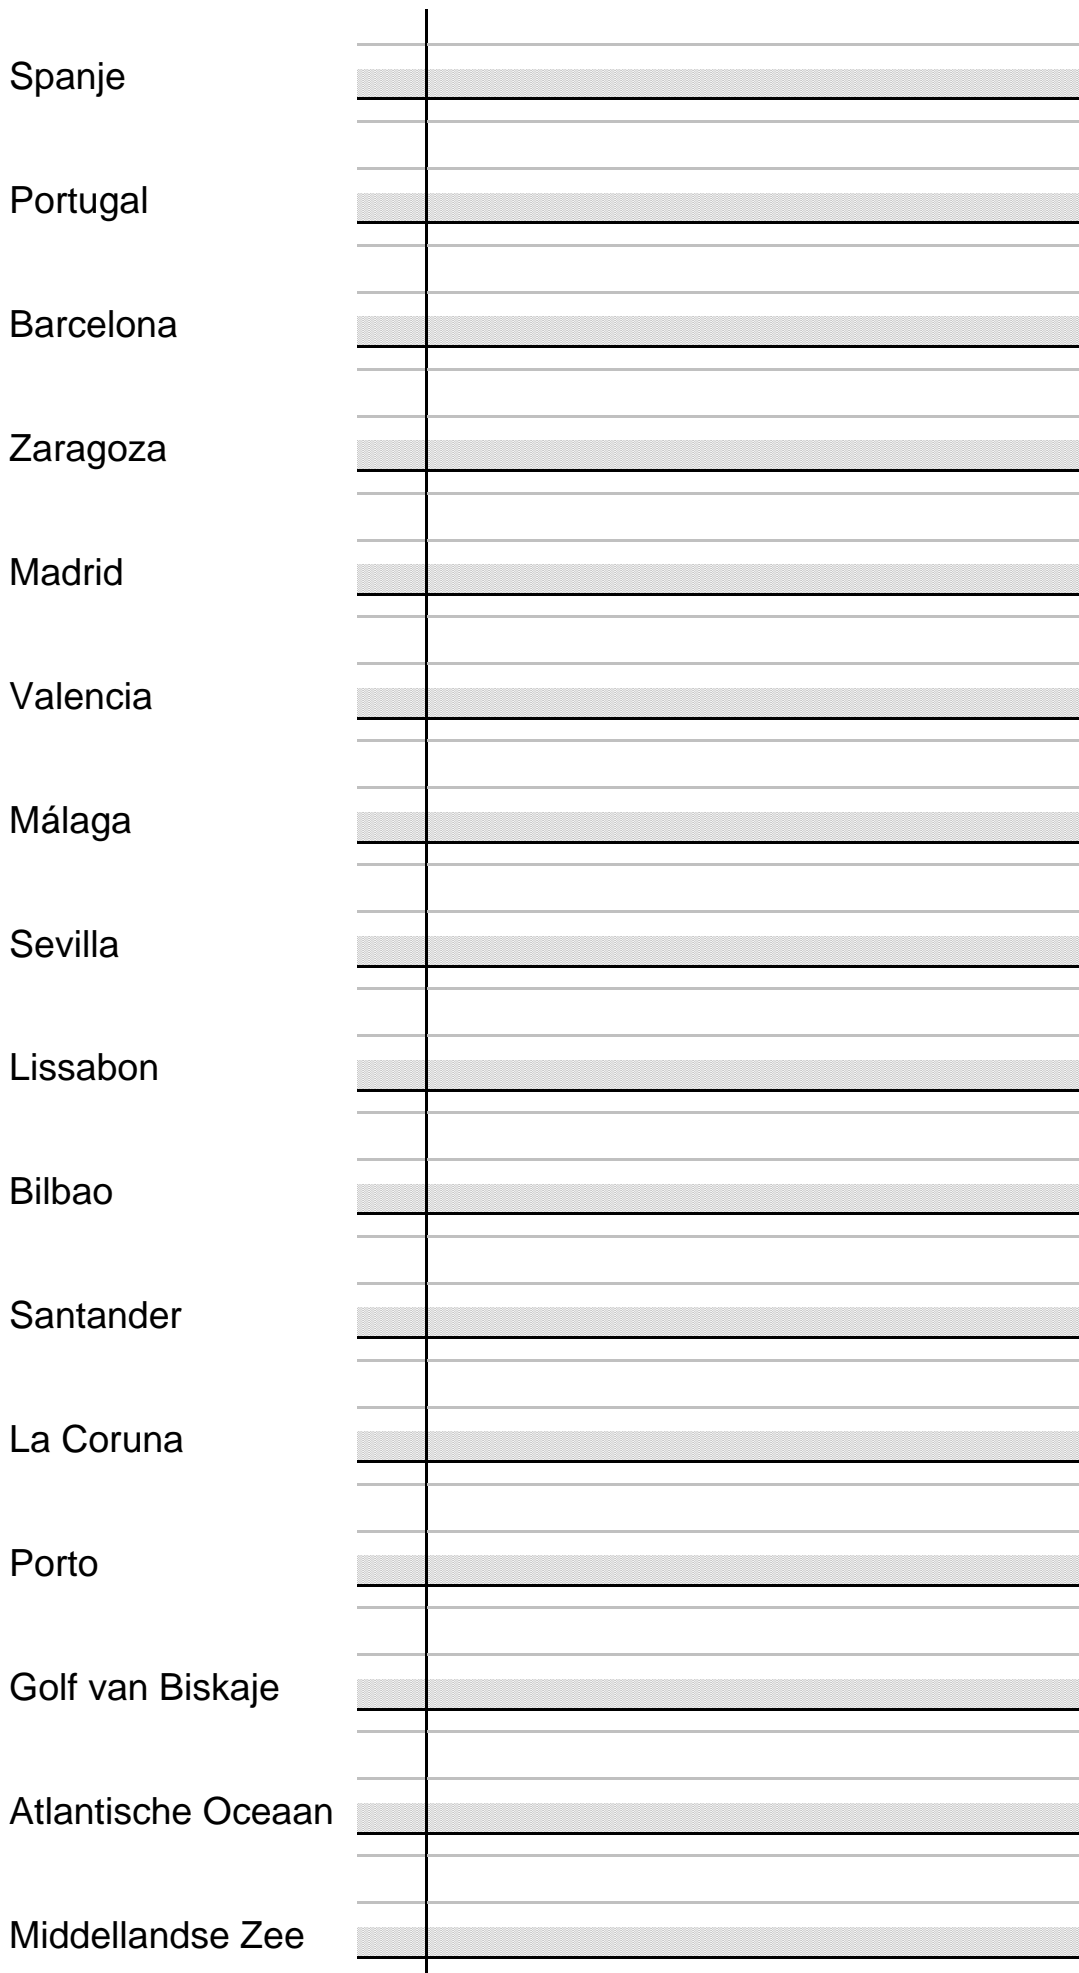 Spanje
Portugal
Barcelona
Zaragoza
Madrid
Valencia
Málaga
Sevilla
Lissabon
Bilbao
Santander
La Coruna
Porto
Golf van Biskaje
Atlantische Oceaan
Middellandse Zee